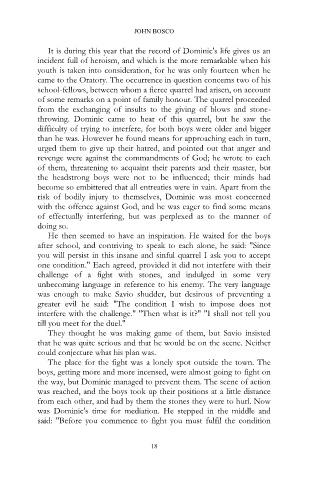 JOHN BOSCO
It is during this year that the record of Dominic's life gives us an
incident full of heroism, and which is the more remarkable when his
youth is taken into consideration, for he was only fourteen when he
came to the Oratory. The occurrence in question concerns two of his
school-fellows, between whom a fierce quarrel had arisen, on account
of some remarks on a point of family honour. The quarrel proceeded
from the exchanging of insults to the giving of blows and stone-
throwing. Dominic came to hear of this quarrel, but he saw the
difficulty of trying to interfere, for both boys were older and bigger
than he was. However he found means for approaching each in turn,
urged them to give up their hatred, and pointed out that anger and
revenge were against the commandments of God; he wrote to each
of them, threatening to acquaint their parents and their master, but
the headstrong boys were not to be influenced; their minds had
become so embittered that all entreaties were in vain. Apart from the
risk of bodily injury to themselves, Dominic was most concerned
with the offence against God, and he was eager to find some means
of effectually interfering, but was perplexed as to the manner of
doing so.
He then seemed to have an inspiration. He waited for the boys
after school, and contriving to speak to each alone, he said: "Since
you will persist in this insane and sinful quarrel I ask you to accept
one condition." Each agreed, provided it did not interfere with their
challenge of a fight with stones, and indulged in some very
unbecoming language in reference to his enemy. The very language
was enough to make Savio shudder, but desirous of preventing a
greater evil he said: "The condition I wish to impose does not
interfere with the challenge." "Then what is it?" "I shall not tell you
till you meet for the duel."
They thought he was making game of them, but Savio insisted
that he was quite serious and that he would be on the scene. Neither
could conjecture what his plan was.
The place for the fight was a lonely spot outside the town. The
boys, getting more and more incensed, were almost going to fight on
the way, but Dominic managed to prevent them. The scene of action
was reached, and the boys took up their positions at a little distance
from each other, and had by them the stones they were to hurl. Now
was Dominic's time for mediation. He stepped in the middle and
said: "Before you commence to fight you must fulfil the condition
18